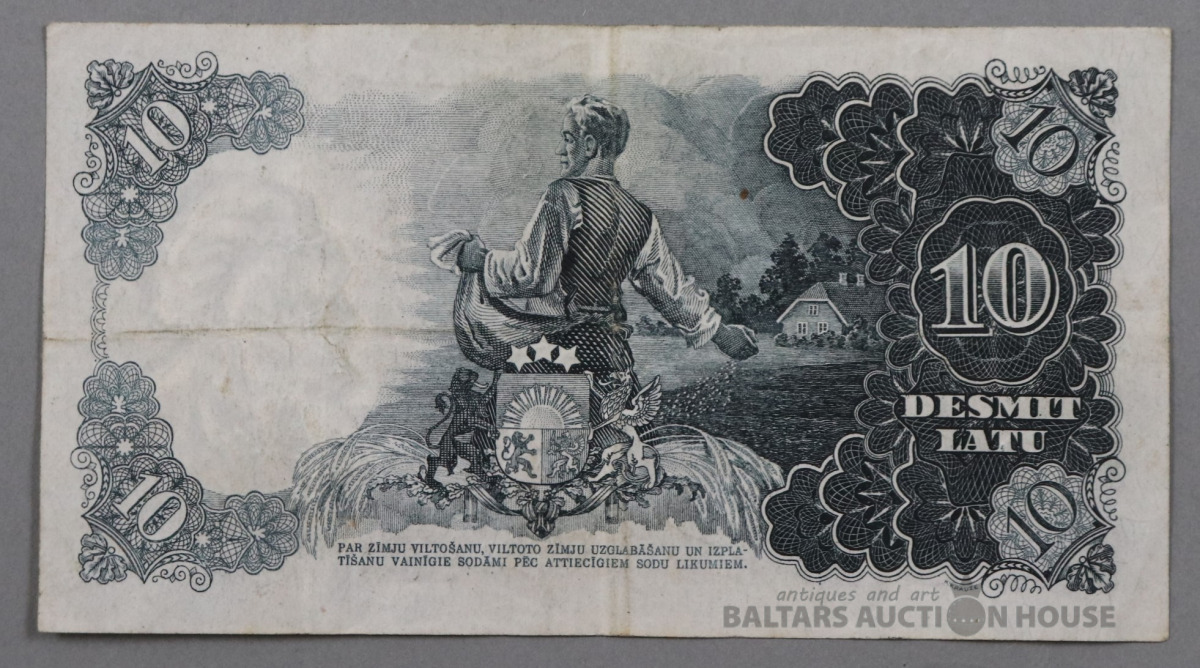 10
10
10
DESMIT
LATU
10
10
PAR ZĪMJU VILTOŠANU, VILTOTO ZĪMJU UZGLABĀŠANU UN IZPLA-
TĪŠANU VAINĪGIE SODĀMI PĒC ATTIECĪGIEM SODU LIKUMIEM.
antiques and art
BALTARS AUCTION HOUSE